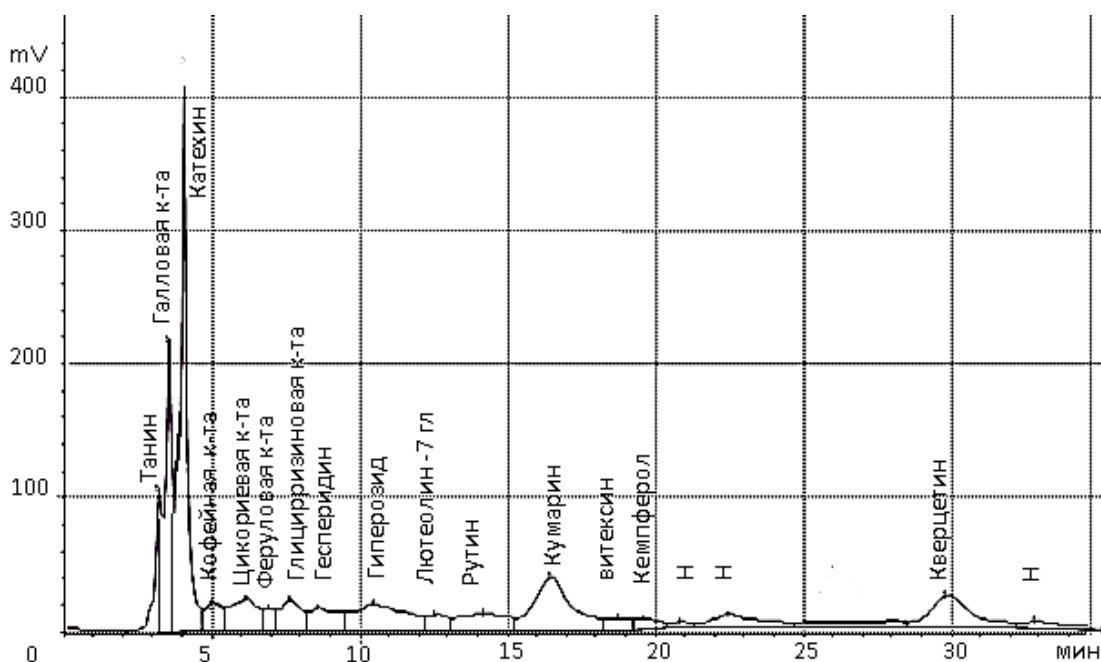 mV
400
300
200
100
0
5
10
15
20
25
30
мин
Танин
Галловая к-та
Катехин
Кофейная к-та
Цикориевая к-та
Феруловая к-та
Глицирризиновая к-та
Гесперидин
Гиперозид
Лютеолин-7 гл
Рутин
Кумарин
витексин
Кемпферол
Н
Н
Кверцетин
Н